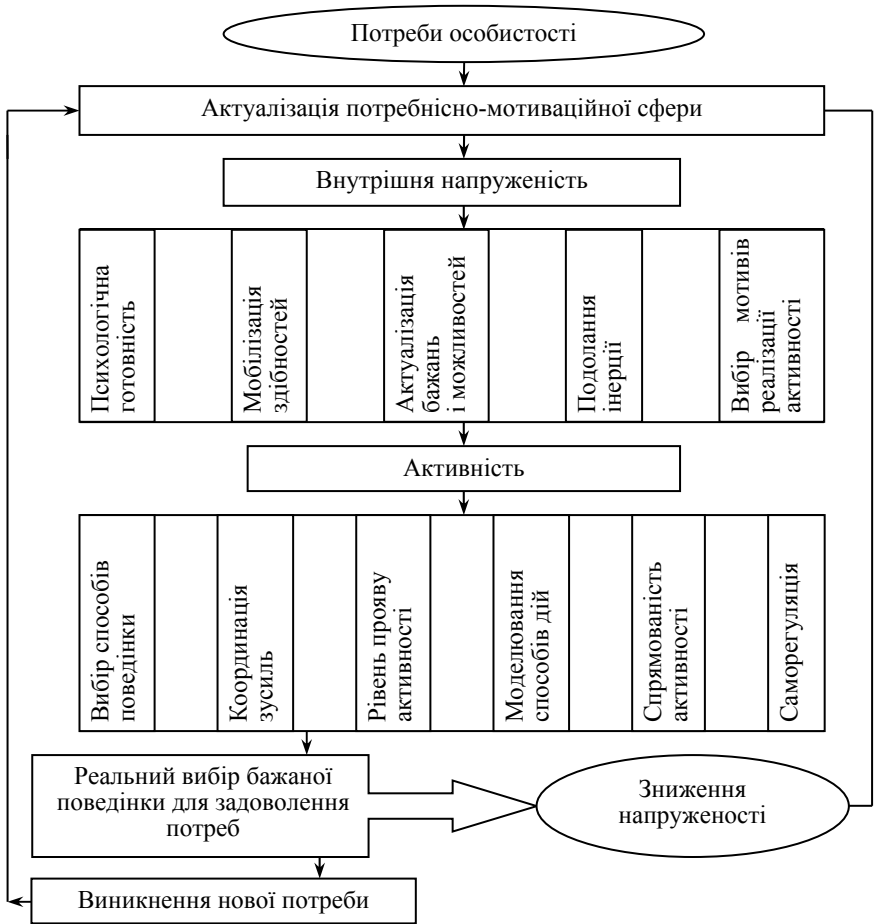 Потреби особистості
Актуалізація потребнісно-мотиваційної сфери
Внутрішня напруженість
Психологічна
готовність
Мобілізація
здібностей
Актуалізація
бажань
і можливостей
Подолання
інерції
Вибір мотивів
реалізації
активності
Активність
Вибір способів
поведінки
Координація
зусиль
Рівень прояву
активності
Моделювання
способів дій
Спрямованість
активності
Саморегуляція
Реальний вибір бажаної
поведінки для задоволення
потреб
Зниження
напруженості
Виникнення нової потреби